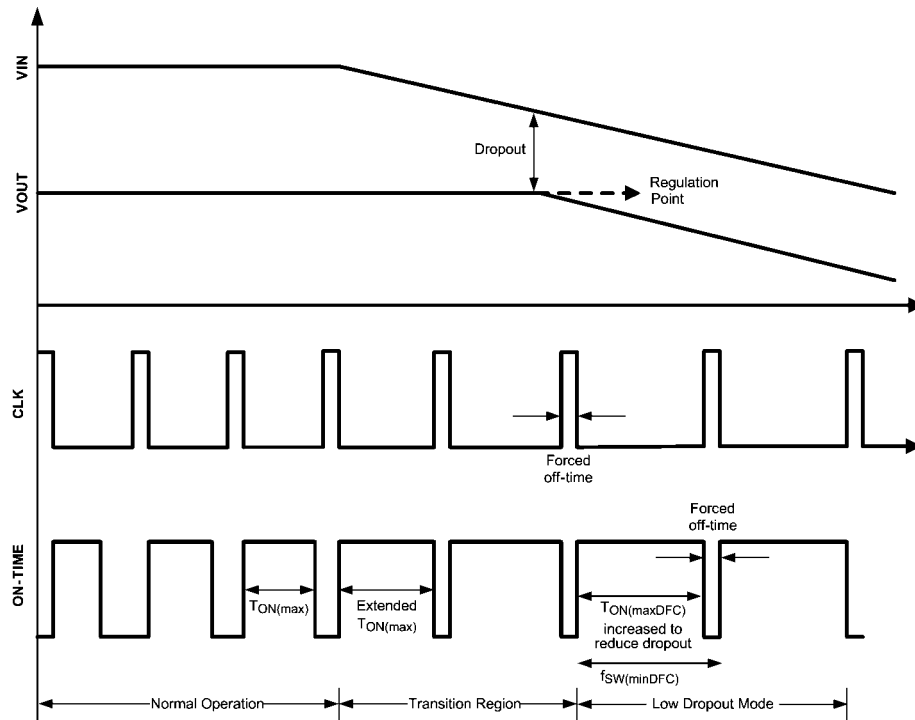 VIN
Dropout
VOUT
Regulation
Point
CLK
Forced
off-time
Forced
off-time
ON-TIME
TON(max)
Extended
TON(max)
TON(maxDFC)
increased to
reduce dropout
fSW(minDFC)
Normal Operation
Transition Region
Low Dropout Mode